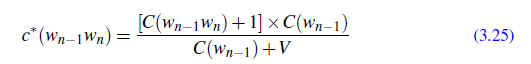 c*(wₙ₋₁wₙ) = [C(wₙ₋₁wₙ) + 1] × C(wₙ₋₁) / C(wₙ₋₁) + V (3.25)